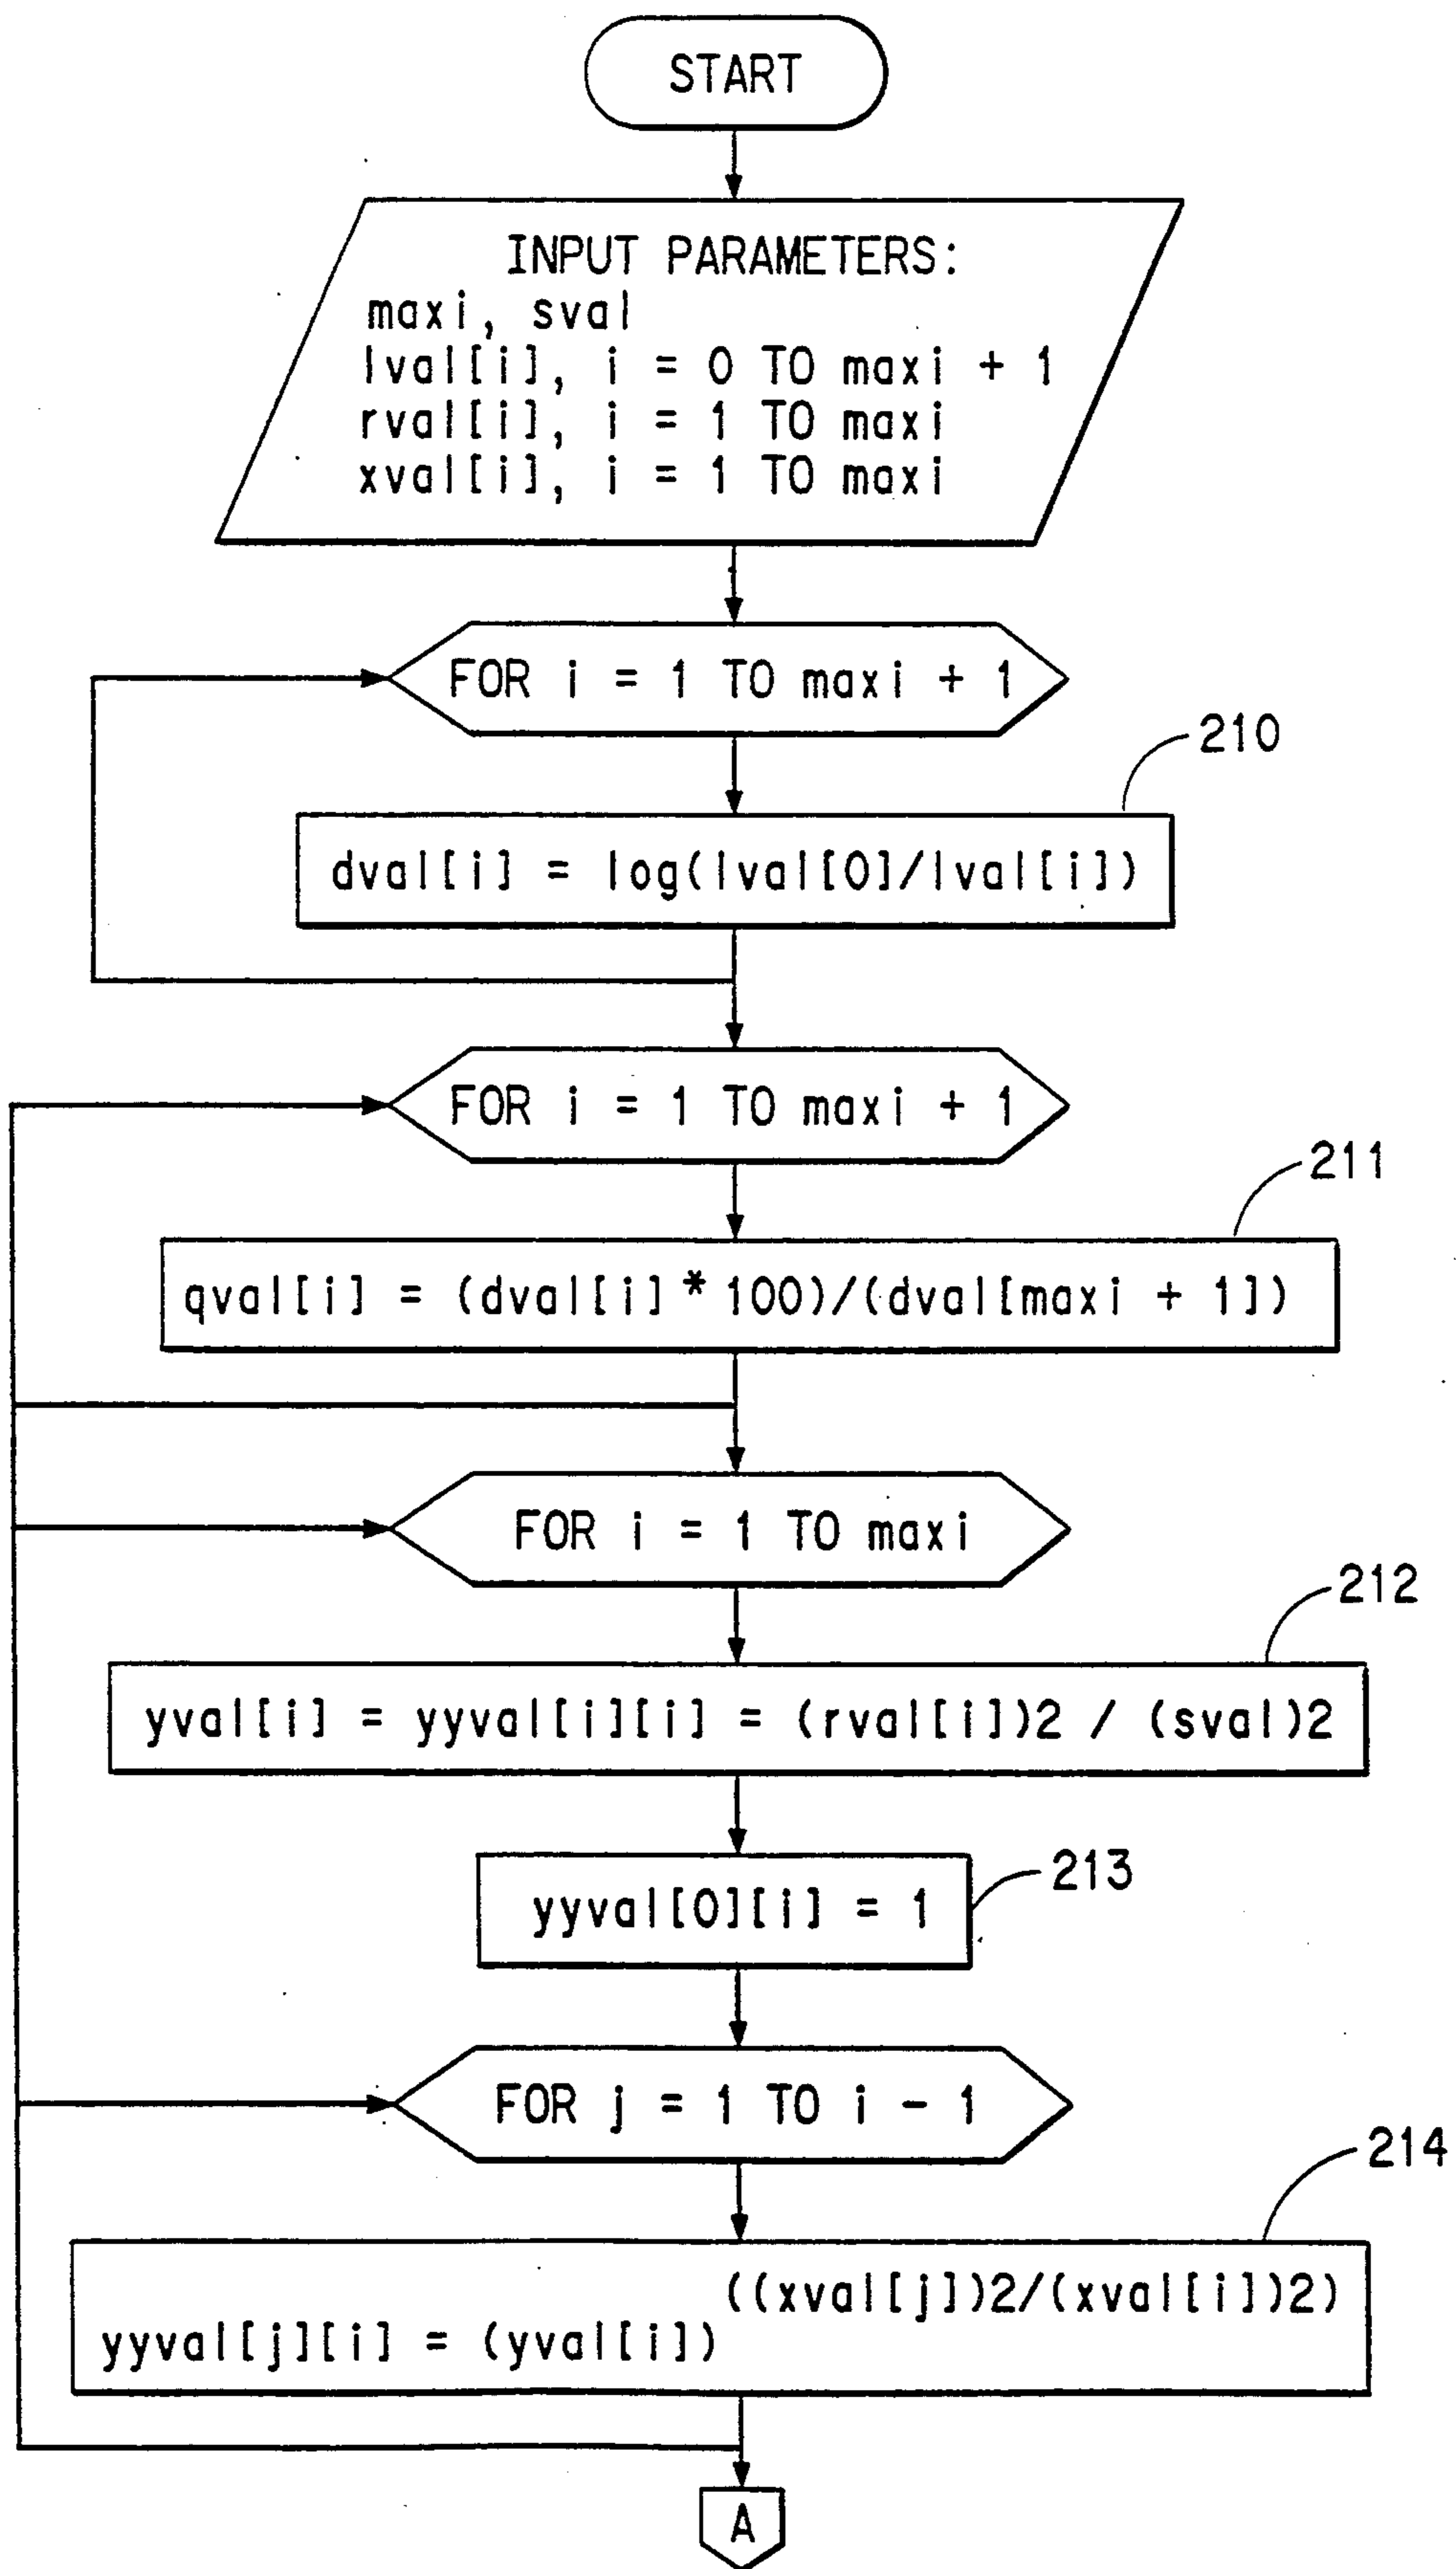 START
INPUT PARAMETERS:
maxi, sval
lval[i], i = 0 TO maxi + 1
rval[i], i = 1 TO maxi
xval[i], i = 1 TO maxi
FOR i = 1 TO maxi + 1
210
dval[i] = log(lval[0]/lval[i])
FOR i = 1 TO maxi + 1
211
qval[i] = (dval[i] * 100)/(dval[maxi + 1])
FOR i = 1 TO maxi
212
yval[i] = yyval[i][i] = (rval[i])2 / (sval)2
213
yyval[0][i] = 1
FOR j = 1 TO i - 1
214
((xval[j])2/(xval[i])2)
yyval[j][i] = (yval[i])
A